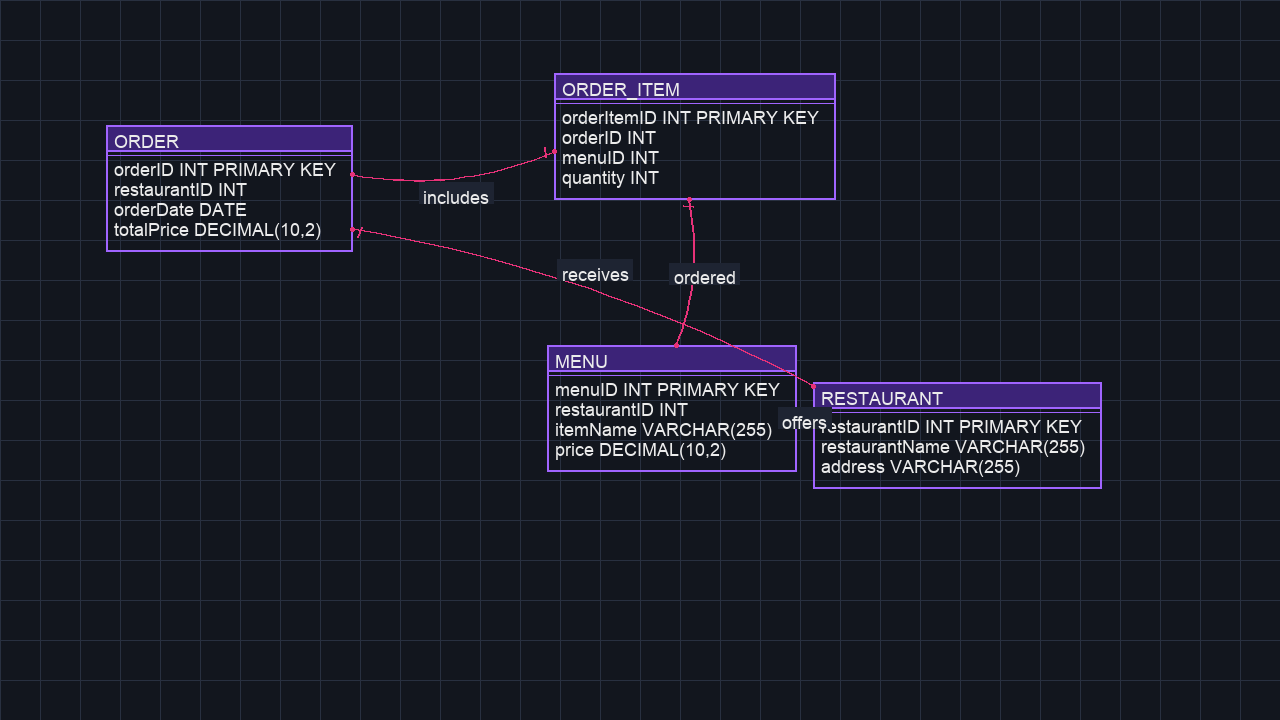 ORDER_ITEM
orderItemID INT PRIMARY KEY
orderID INT
menuID INT
quantity INT
ORDER
orderID INT PRIMARY KEY
restaurantID INT
orderDate DATE
totalPrice DECIMAL(10,2)
includes
receives
ordered
MENU
menuID INT PRIMARY KEY
restaurantID INT
itemName VARCHAR(255)
price DECIMAL(10,2)
offers
RESTAURANT
restaurantID INT PRIMARY KEY
restaurantName VARCHAR(255)
address VARCHAR(255)